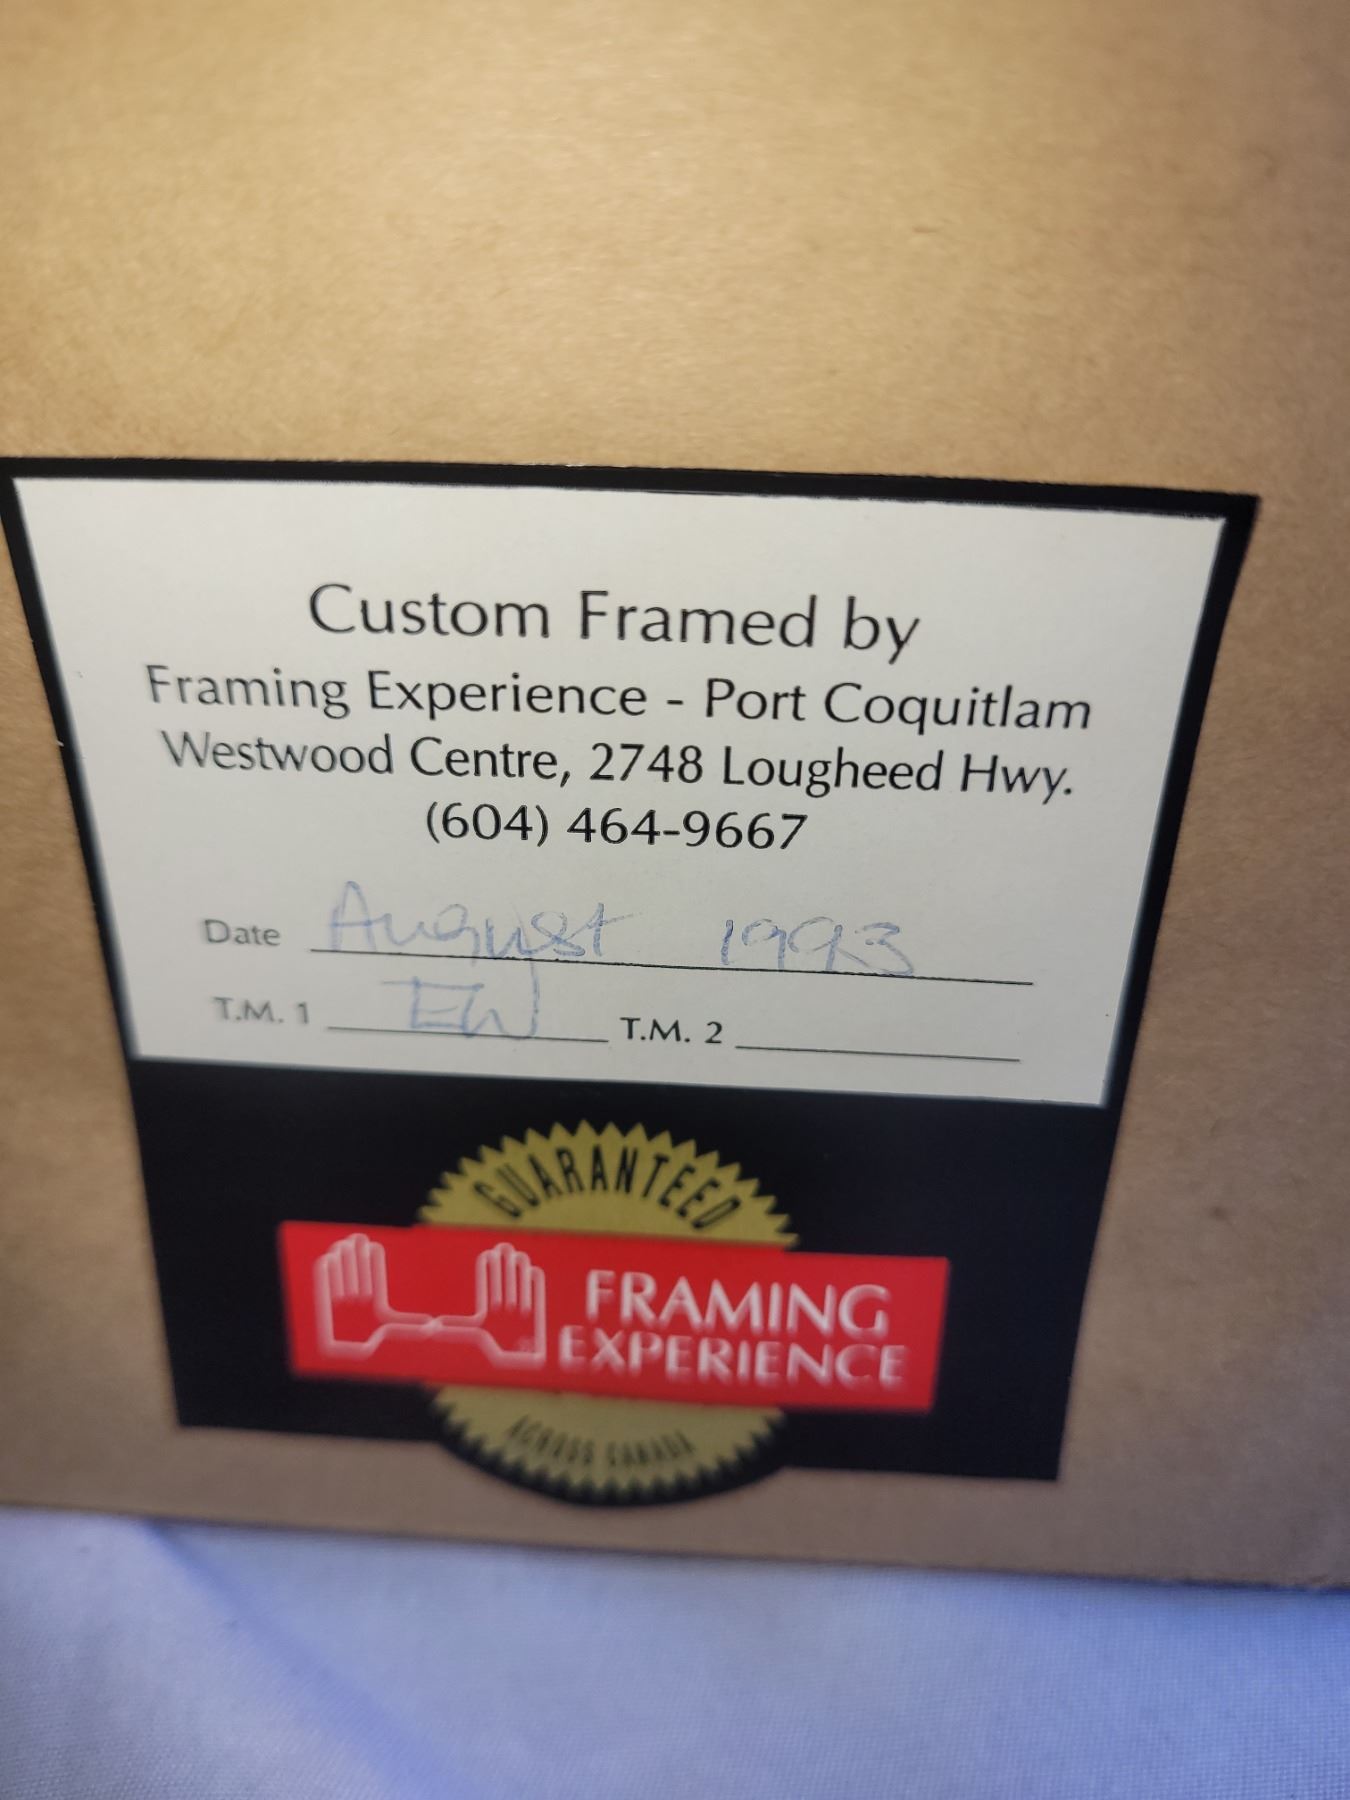 Custom Framed by
Framing Experience - Port Coquitlam
Westwood Centre, 2748 Lougheed Hwy.
(604) 464-9667
Date August 1993
T.M. 1 EW T.M. 2
GUARANTEED
FRAMING
EXPERIENCE
ACROSS CANADA